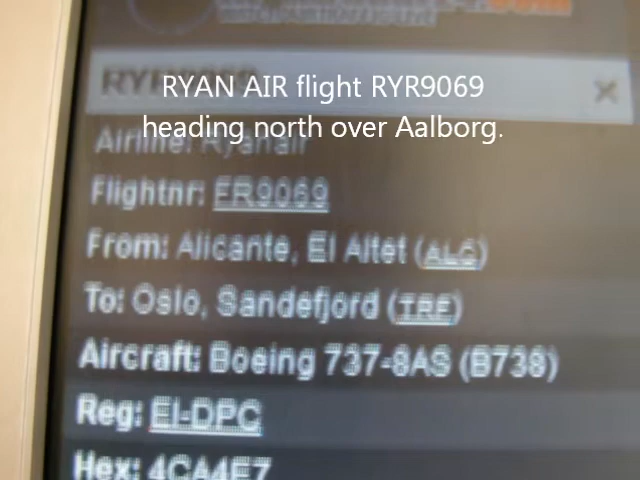 RYR9069
RYAN AIR flight RYR9069
heading north over Aalborg.
Airline: Ryanair
Flightnr: FR9069
From: Alicante, El Altet (ALC)
To: Oslo, Sandefjord (TRF)
Aircraft: Boeing 737-8AS (B738)
Reg: EI-DPC
Hex: 4CA4E7